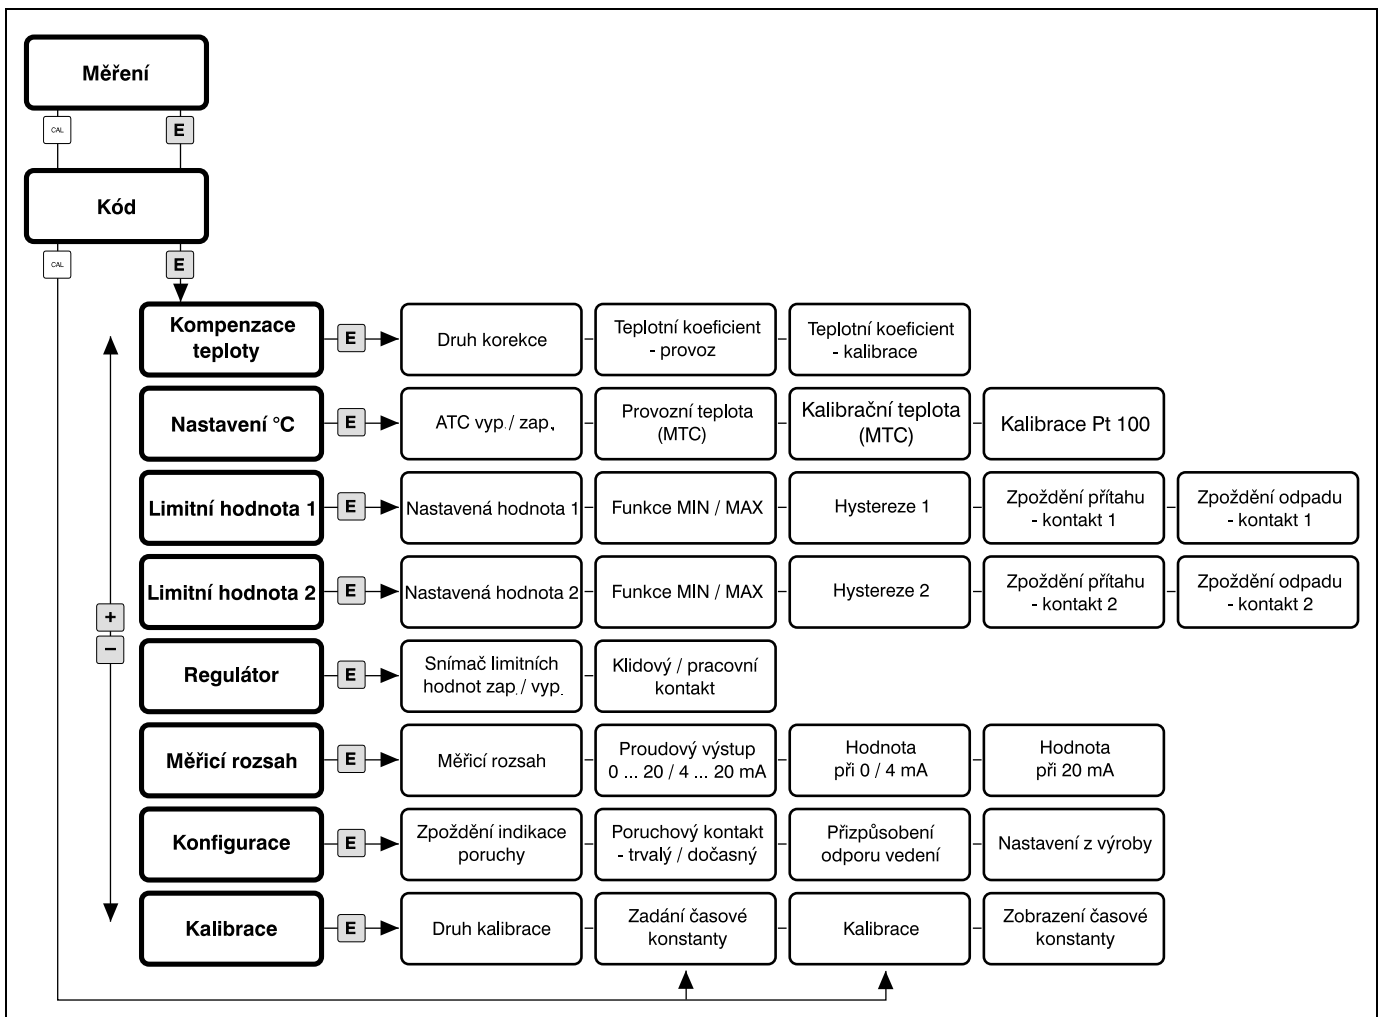 Měření
CAL
E
Kód
CAL
E
Kompenzace
teploty
E
Druh korekce
Teplotní koeficient
- provoz
Teplotní koeficient
- kalibrace
Nastavení °C
E
ATC vyp. / zap.
Provozní teplota
(MTC)
Kalibrační teplota
(MTC)
Kalibrace Pt 100
Limitní hodnota 1
E
Nastavená hodnota 1
Funkce MIN / MAX
Hystereze 1
Zpoždění přítahu
- kontakt 1
Zpoždění odpadu
- kontakt 1
Limitní hodnota 2
E
Nastavená hodnota 2
Funkce MIN / MAX
Hystereze 2
Zpoždění přítahu
- kontakt 2
Zpoždění odpadu
- kontakt 2
+
−
Regulátor
E
Snímač limitních
hodnot zap. / vyp.
Klidový / pracovní
kontakt
Měřicí rozsah
E
Měřicí rozsah
Proudový výstup
0 ... 20 / 4 ... 20 mA
Hodnota
při 0 / 4 mA
Hodnota
při 20 mA
Konfigurace
E
Zpoždění indikace
poruchy
Poruchový kontakt
- trvalý / dočasný
Přizpůsobení
odporu vedení
Nastavení z výroby
Kalibrace
E
Druh kalibrace
Zadání časové
konstanty
Kalibrace
Zobrazení časové
konstanty